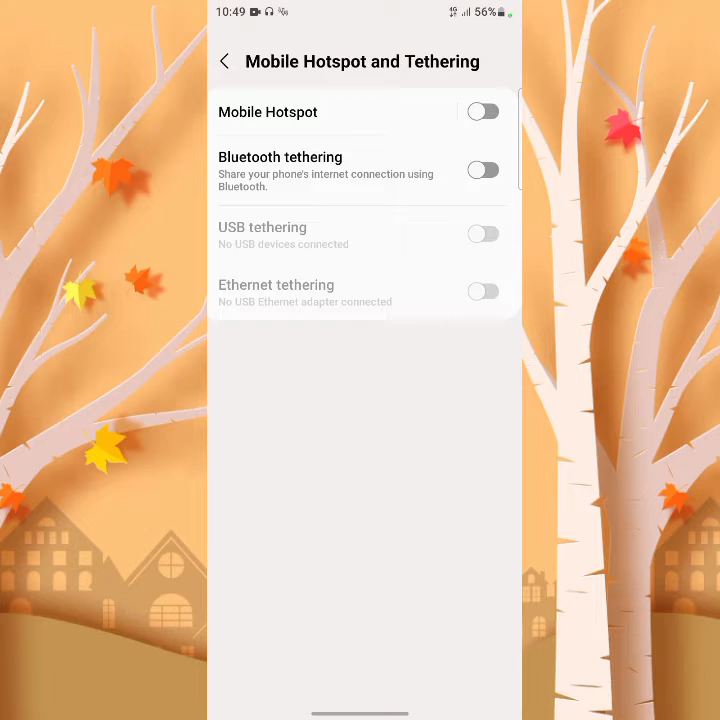 10:49 4G 56%
Mobile Hotspot and Tethering
Mobile Hotspot
Bluetooth tethering
Share your phone's internet connection using
Bluetooth.
USB tethering
No USB devices connected
Ethernet tethering
No USB Ethernet adapter connected